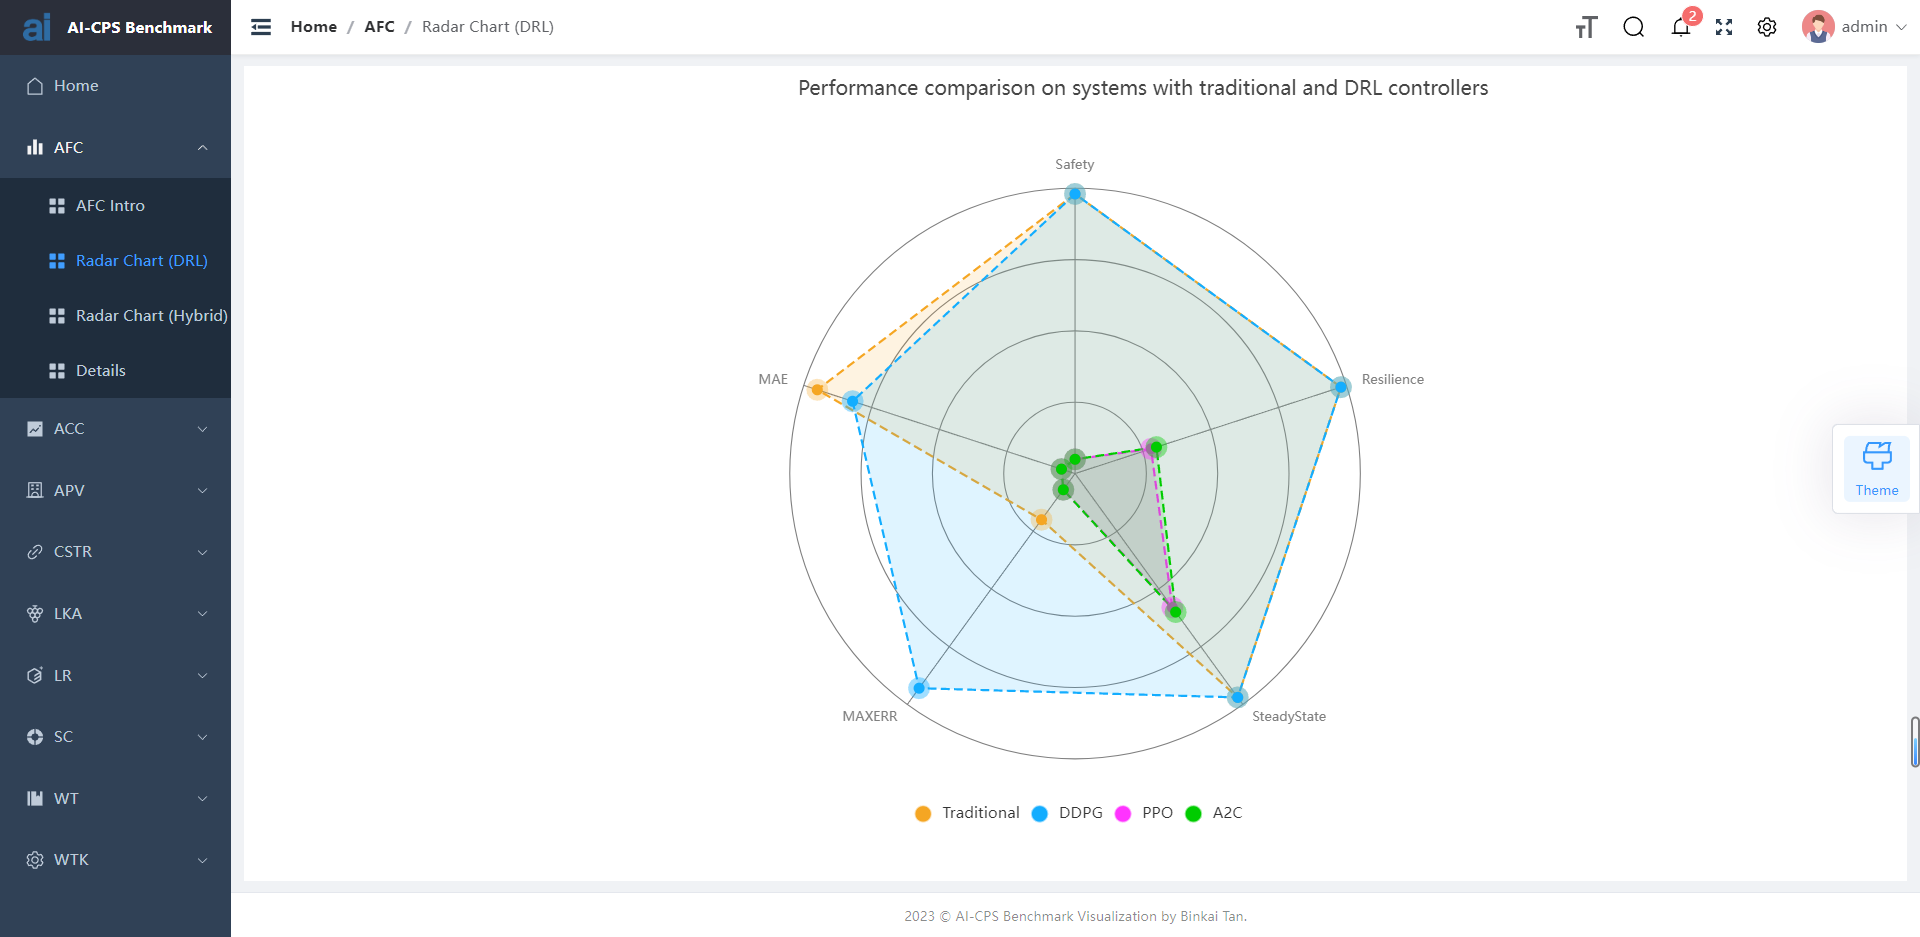 ai AI-CPS Benchmark
Home / AFC / Radar Chart (DRL)
2
admin
Home
AFC
AFC Intro
Radar Chart (DRL)
Radar Chart (Hybrid)
Details
ACC
APV
CSTR
LKA
LR
SC
WT
WTK
Performance comparison on systems with traditional and DRL controllers
Safety
MAE
Resilience
MAXERR
SteadyState
Traditional DDPG PPO A2C
Theme
2023 © AI-CPS Benchmark Visualization by Binkai Tan.